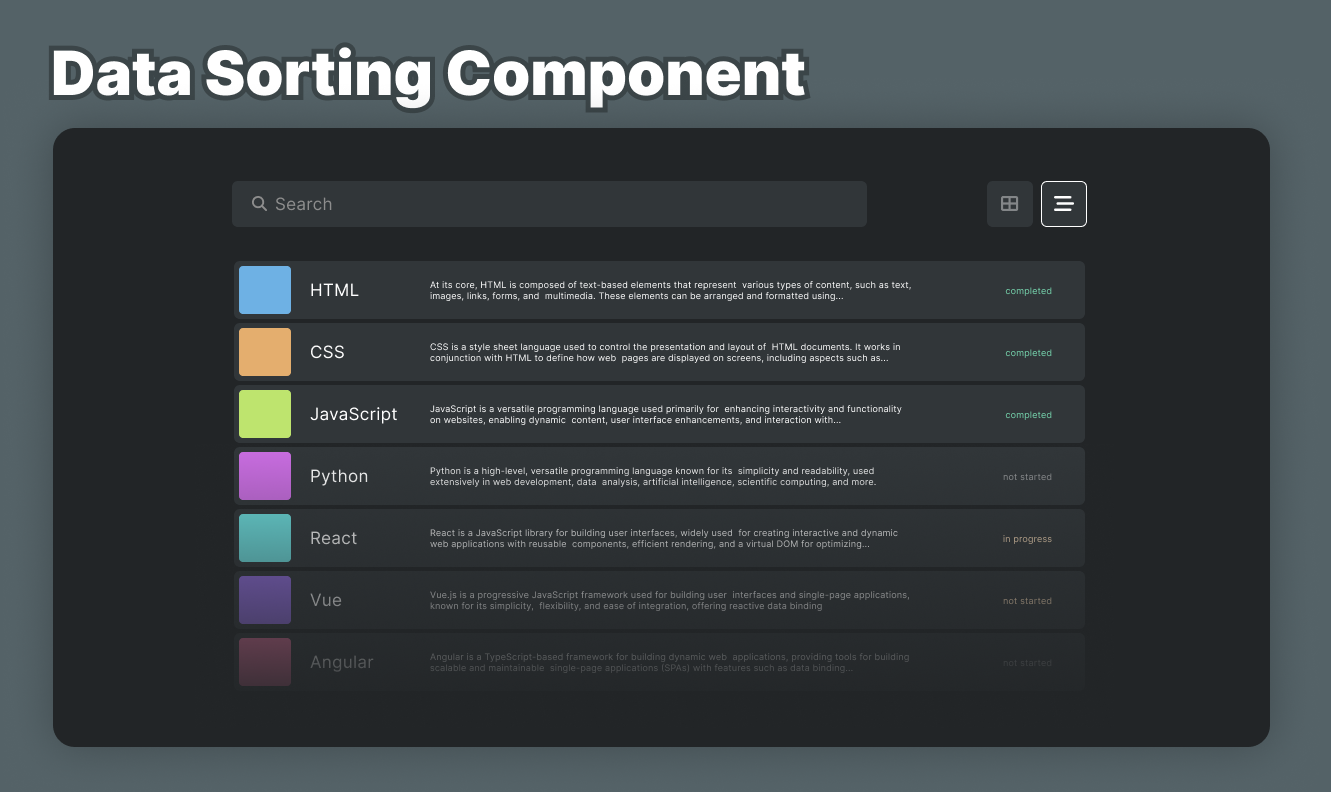 Data Sorting Component
Search
HTML
At its core, HTML is composed of text-based elements that represent  various types of content, such as text,
images, links, forms, and  multimedia. These elements can be arranged and formatted using...
completed
CSS
CSS is a style sheet language used to control the presentation and layout of  HTML documents. It works in
conjunction with HTML to define how web  pages are displayed on screens, including aspects such as...
completed
JavaScript
JavaScript is a versatile programming language used primarily for  enhancing interactivity and functionality
on websites, enabling dynamic  content, user interface enhancements, and interaction with...
completed
Python
Python is a high-level, versatile programming language known for its  simplicity and readability, used
extensively in web development, data  analysis, artificial intelligence, scientific computing, and more.
not started
React
React is a JavaScript library for building user interfaces, widely used  for creating interactive and dynamic
web applications with reusable  components, efficient rendering, and a virtual DOM for optimizing...
in progress
Vue
Vue.js is a progressive JavaScript framework used for building user  interfaces and single-page applications,
known for its simplicity,  flexibility, and ease of integration, offering reactive data binding
not started
Angular
Angular is a TypeScript-based framework for building dynamic web  applications, providing tools for building
scalable and maintainable  single-page applications (SPAs) with features such as data binding...
not started